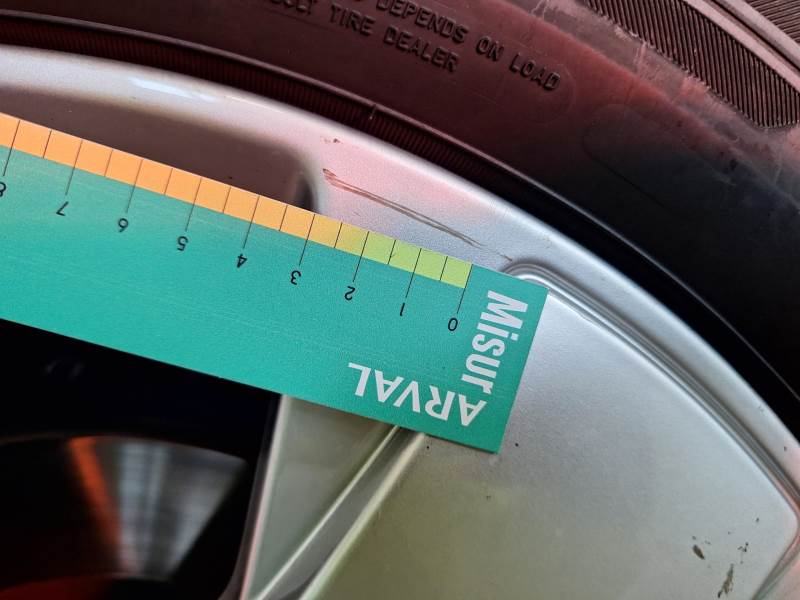 DEPENDS ON LOAD
TIRE DEALER
8 7 6 5 4 3 2 1 0
Misur
ARVAL